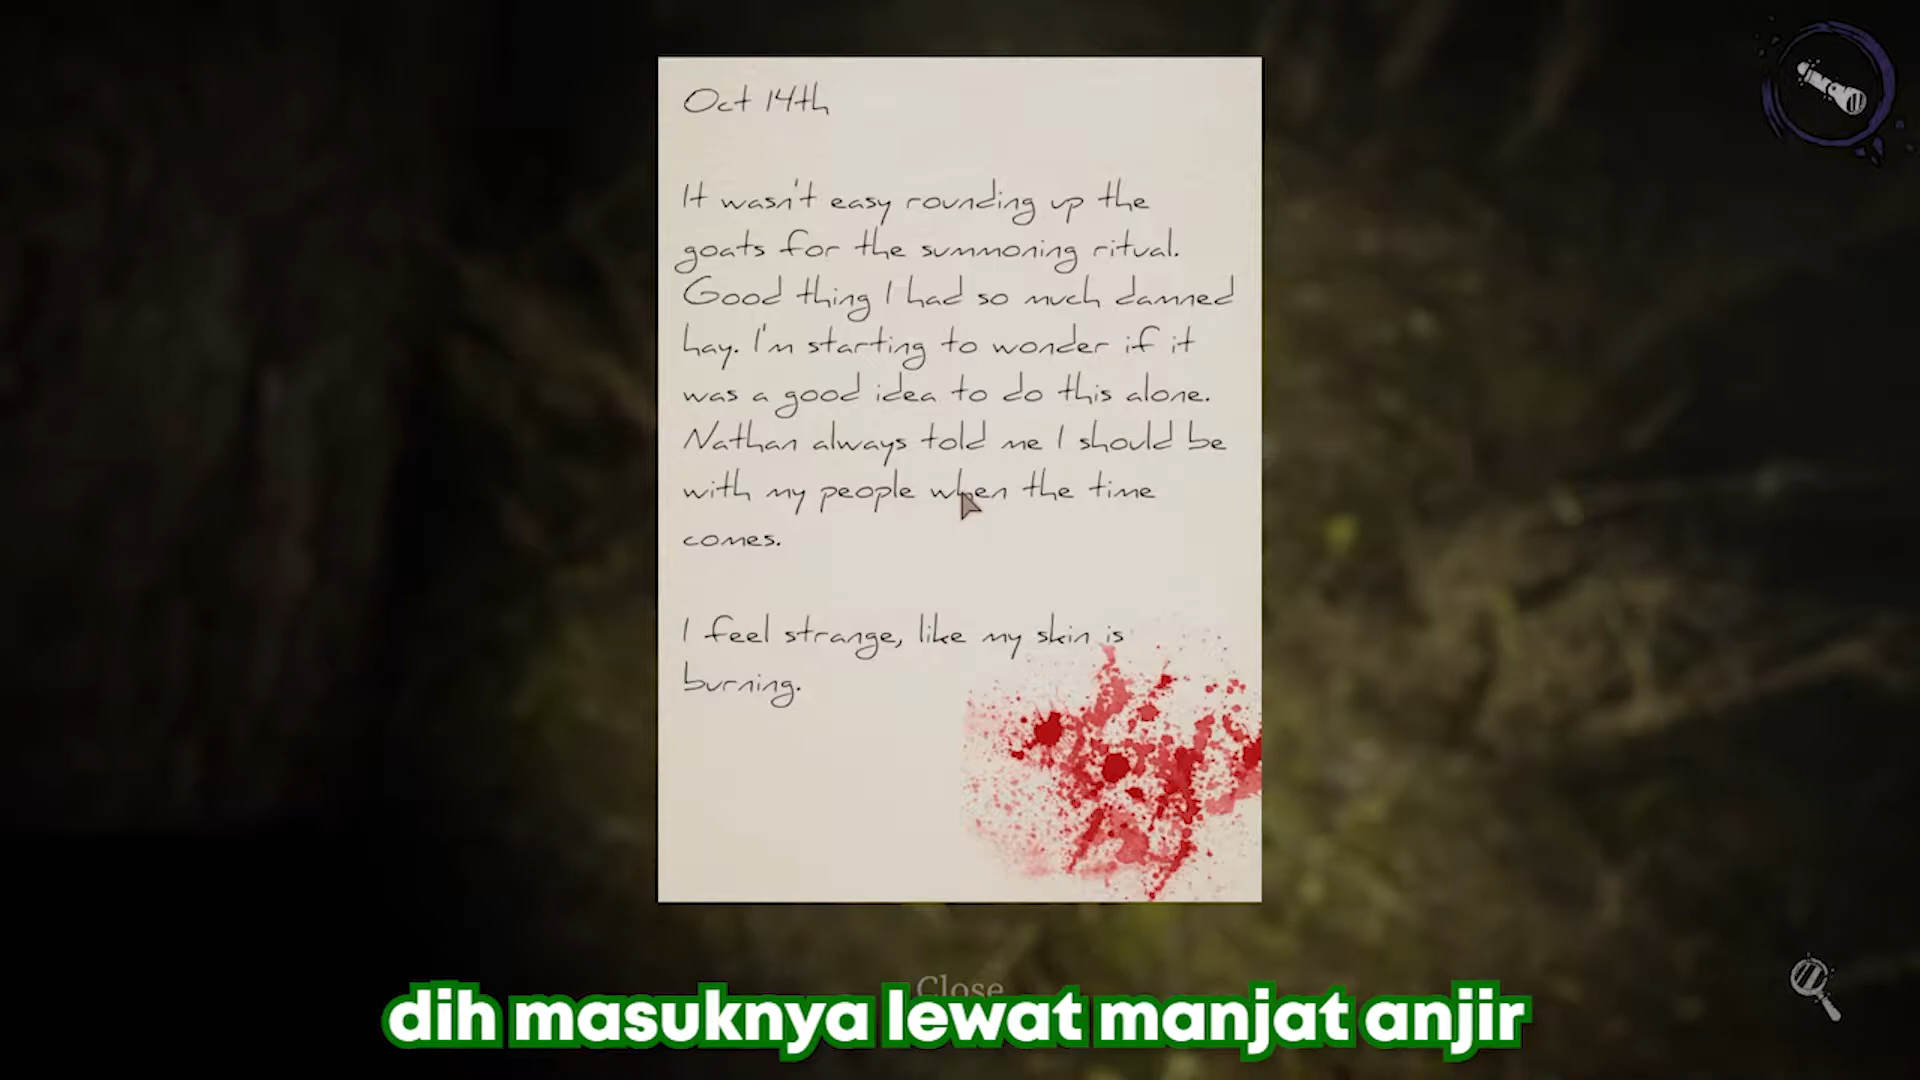 Oct 14th
It wasn't easy rounding up the
goats for the summoning ritual.
Good thing I had so much damned
hay. I'm starting to wonder if it
was a good idea to do this alone.
Nathan always told me I should be
with my people when the time
comes.
I feel strange, like my skin is
burning.
Close
dih masuknya lewat manjat anjir